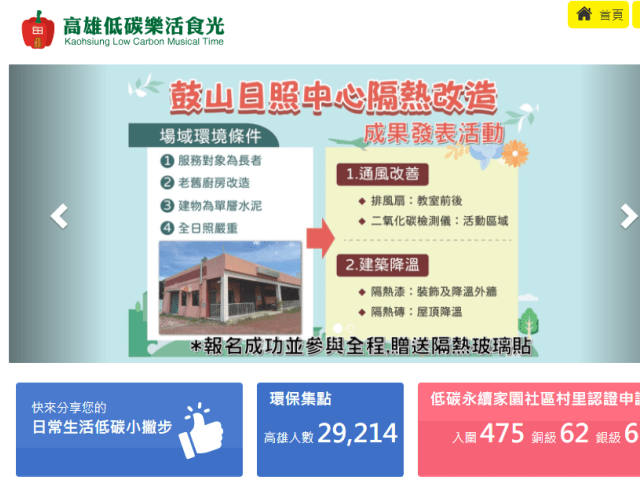 高雄低碳樂活食光
Kaohsiung Low Carbon Musical Time
首頁
鼓山日照中心隔熱改造
成果發表活動
場域環境條件
1 服務對象為長者
2 老舊廚房改造
3 建物為單層水泥
4 全日照嚴重
1.通風改善
◆ 排風扇：教室前後
◆ 二氧化碳檢測儀：活動區域
2.建築降溫
◆ 隔熱漆：裝飾及降溫外牆
◆ 隔熱磚：屋頂降溫
*報名成功並參與全程,贈送隔熱玻璃貼
快來分享您的
日常生活低碳小撇步
環保集點
高雄人數 29,214
低碳永續家園社區村里認證申
入圍 475 銅級 62 銀級 6